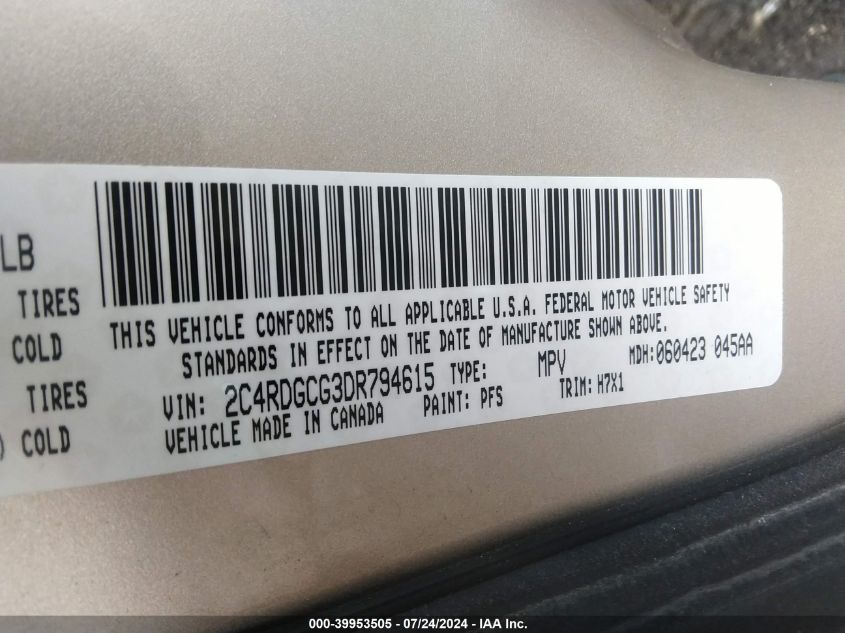 LB
TIRES
COLD
TIRES
) COLD
THIS VEHICLE CONFORMS TO ALL APPLICABLE U.S.A. FEDERAL MOTOR VEHICLE SAFETY
STANDARDS IN EFFECT ON THE DATE OF MANUFACTURE SHOWN ABOVE.
VIN: 2C4RDGCG3DR794615 TYPE: MPV MDH:060423 045AA
VEHICLE MADE IN CANADA PAINT: PFS TRIM: H7X1
000-39953505 / 07/24/2024 - IAA Inc.